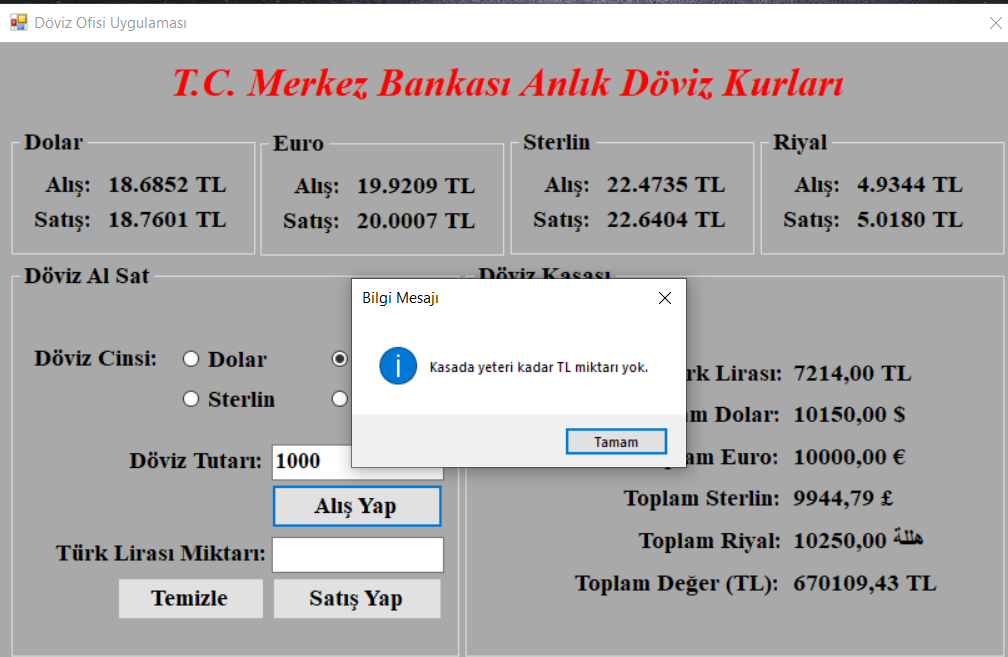 Döviz Ofisi Uygulaması
T.C. Merkez Bankası Anlık Döviz Kurları
Dolar
Alış: 18.6852 TL
Satış: 18.7601 TL
Euro
Alış: 19.9209 TL
Satış: 20.0007 TL
Sterlin
Alış: 22.4735 TL
Satış: 22.6404 TL
Riyal
Alış: 4.9344 TL
Satış: 5.0180 TL
Döviz Al Sat
Döviz Cinsi:
Dolar
Sterlin
Döviz Tutarı: 1000
Alış Yap
Türk Lirası Miktarı:
Temizle
Satış Yap
Bilgi Mesajı
Kasada yeteri kadar TL miktarı yok.
Tamam
Döviz Kasası
Lirası: 7214,00 TL
Dolar: 10150,00 $
Euro: 10000,00 €
Toplam Sterlin: 9944,79 £
Toplam Riyal: 10250,00 هللة
Toplam Değer (TL): 670109,43 TL